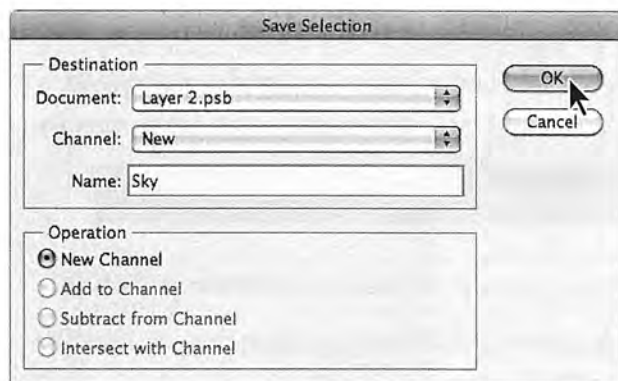 Save Selection
Destination
Document: Layer 2.psb
Channel: New
Name: Sky
OK
Cancel
Operation
New Channel
Add to Channel
Subtract from Channel
Intersect with Channel